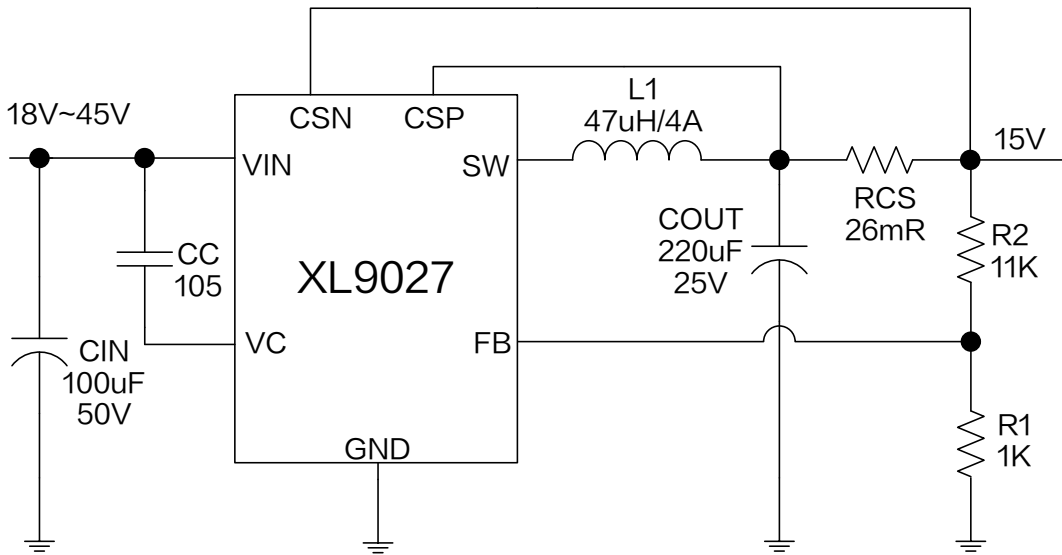 18V~45V
CSN
CSP
L1
47uH/4A
15V
VIN
SW
RCS
26mR
CC
105
COUT
220uF
25V
R2
11K
XL9027
VC
FB
CIN
100uF
50V
R1
1K
GND